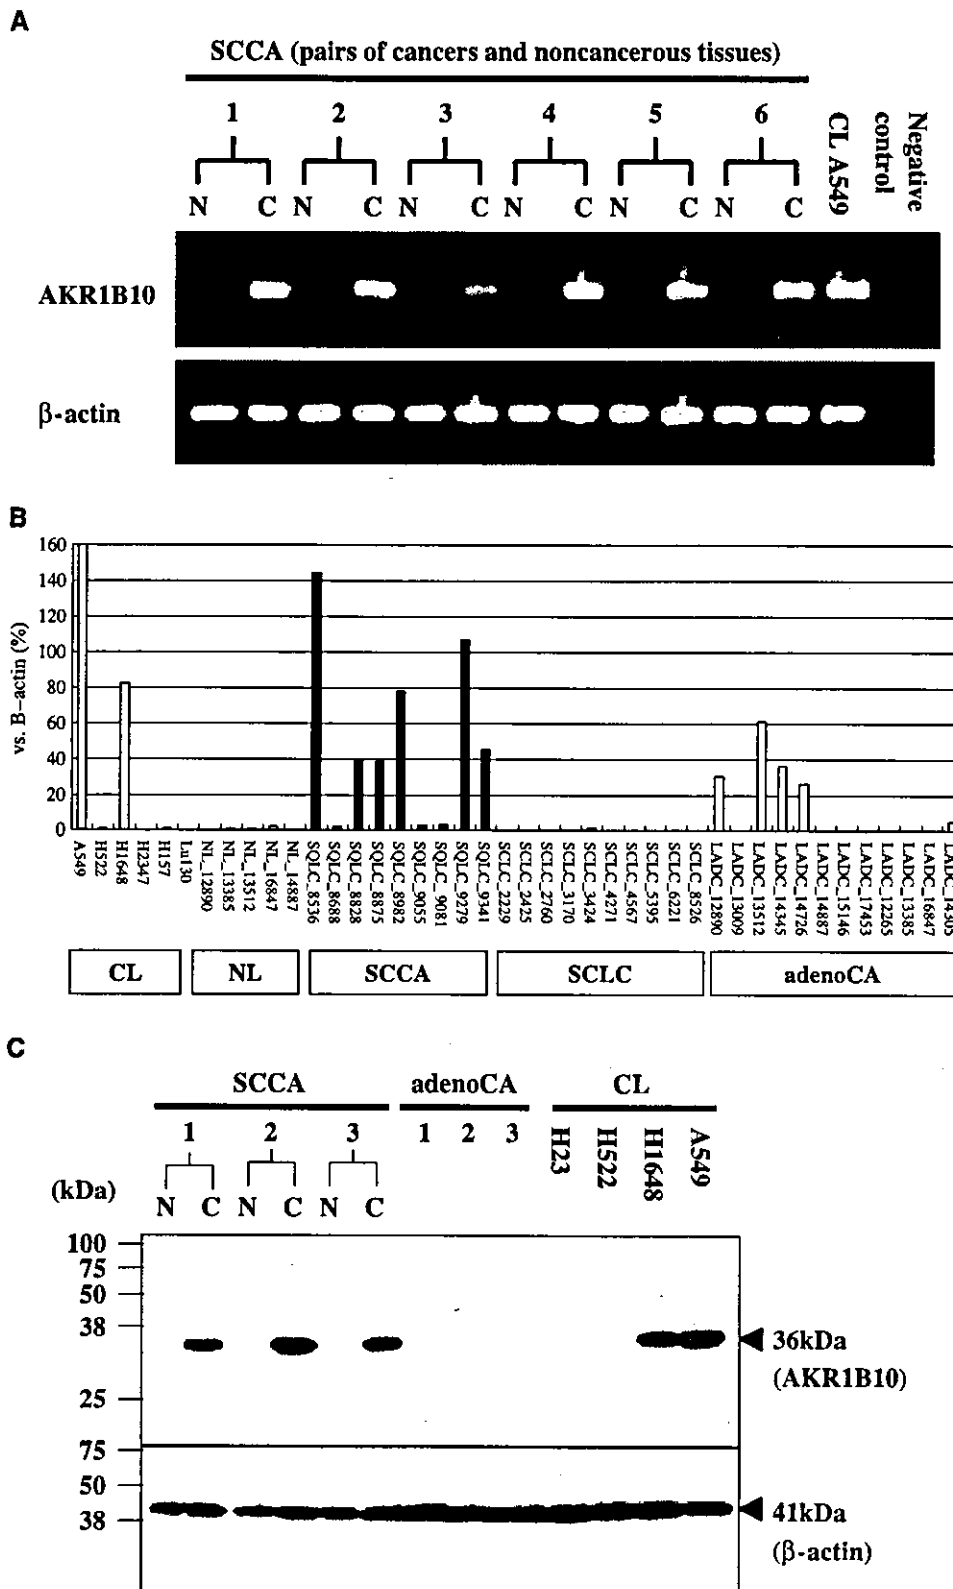 A
SCCA (pairs of cancers and noncancerous tissues)
1 2 3 4 5 6
N C N C N C N C N C N C
CL A549
Negative control
AKR1B10
β-actin
B
vs. B-actin (%)
160
140
120
100
80
60
40
20
0
A549
H522
H1648
H2347
H157
Lu130
NL_12890
NL_13385
NL_13512
NL_16847
NL_14887
SQLC_8536
SQLC_8688
SQLC_8828
SQLC_8875
SQLC_8982
SQLC_9055
SQLC_9081
SQLC_9279
SQLC_9341
SCLC_2229
SCLC_2425
SCLC_2760
SCLC_3170
SCLC_3424
SCLC_4271
SCLC_4567
SCLC_5395
SCLC_6221
SCLC_8526
LADC_12890
LADC_13009
LADC_13512
LADC_14345
LADC_14726
LADC_14887
LADC_15146
LADC_17453
LADC_12265
LADC_13385
LADC_16847
LADC_14305
CL NL SCCA SCLC adenoCA
C
SCCA adenoCA CL
1 2 3 1 2 3
H23
H522
H1648
A549
(kDa) N C N C N C
100
75
50
38
36kDa
(AKR1B10)
25
75
50
38
41kDa
(β-actin)